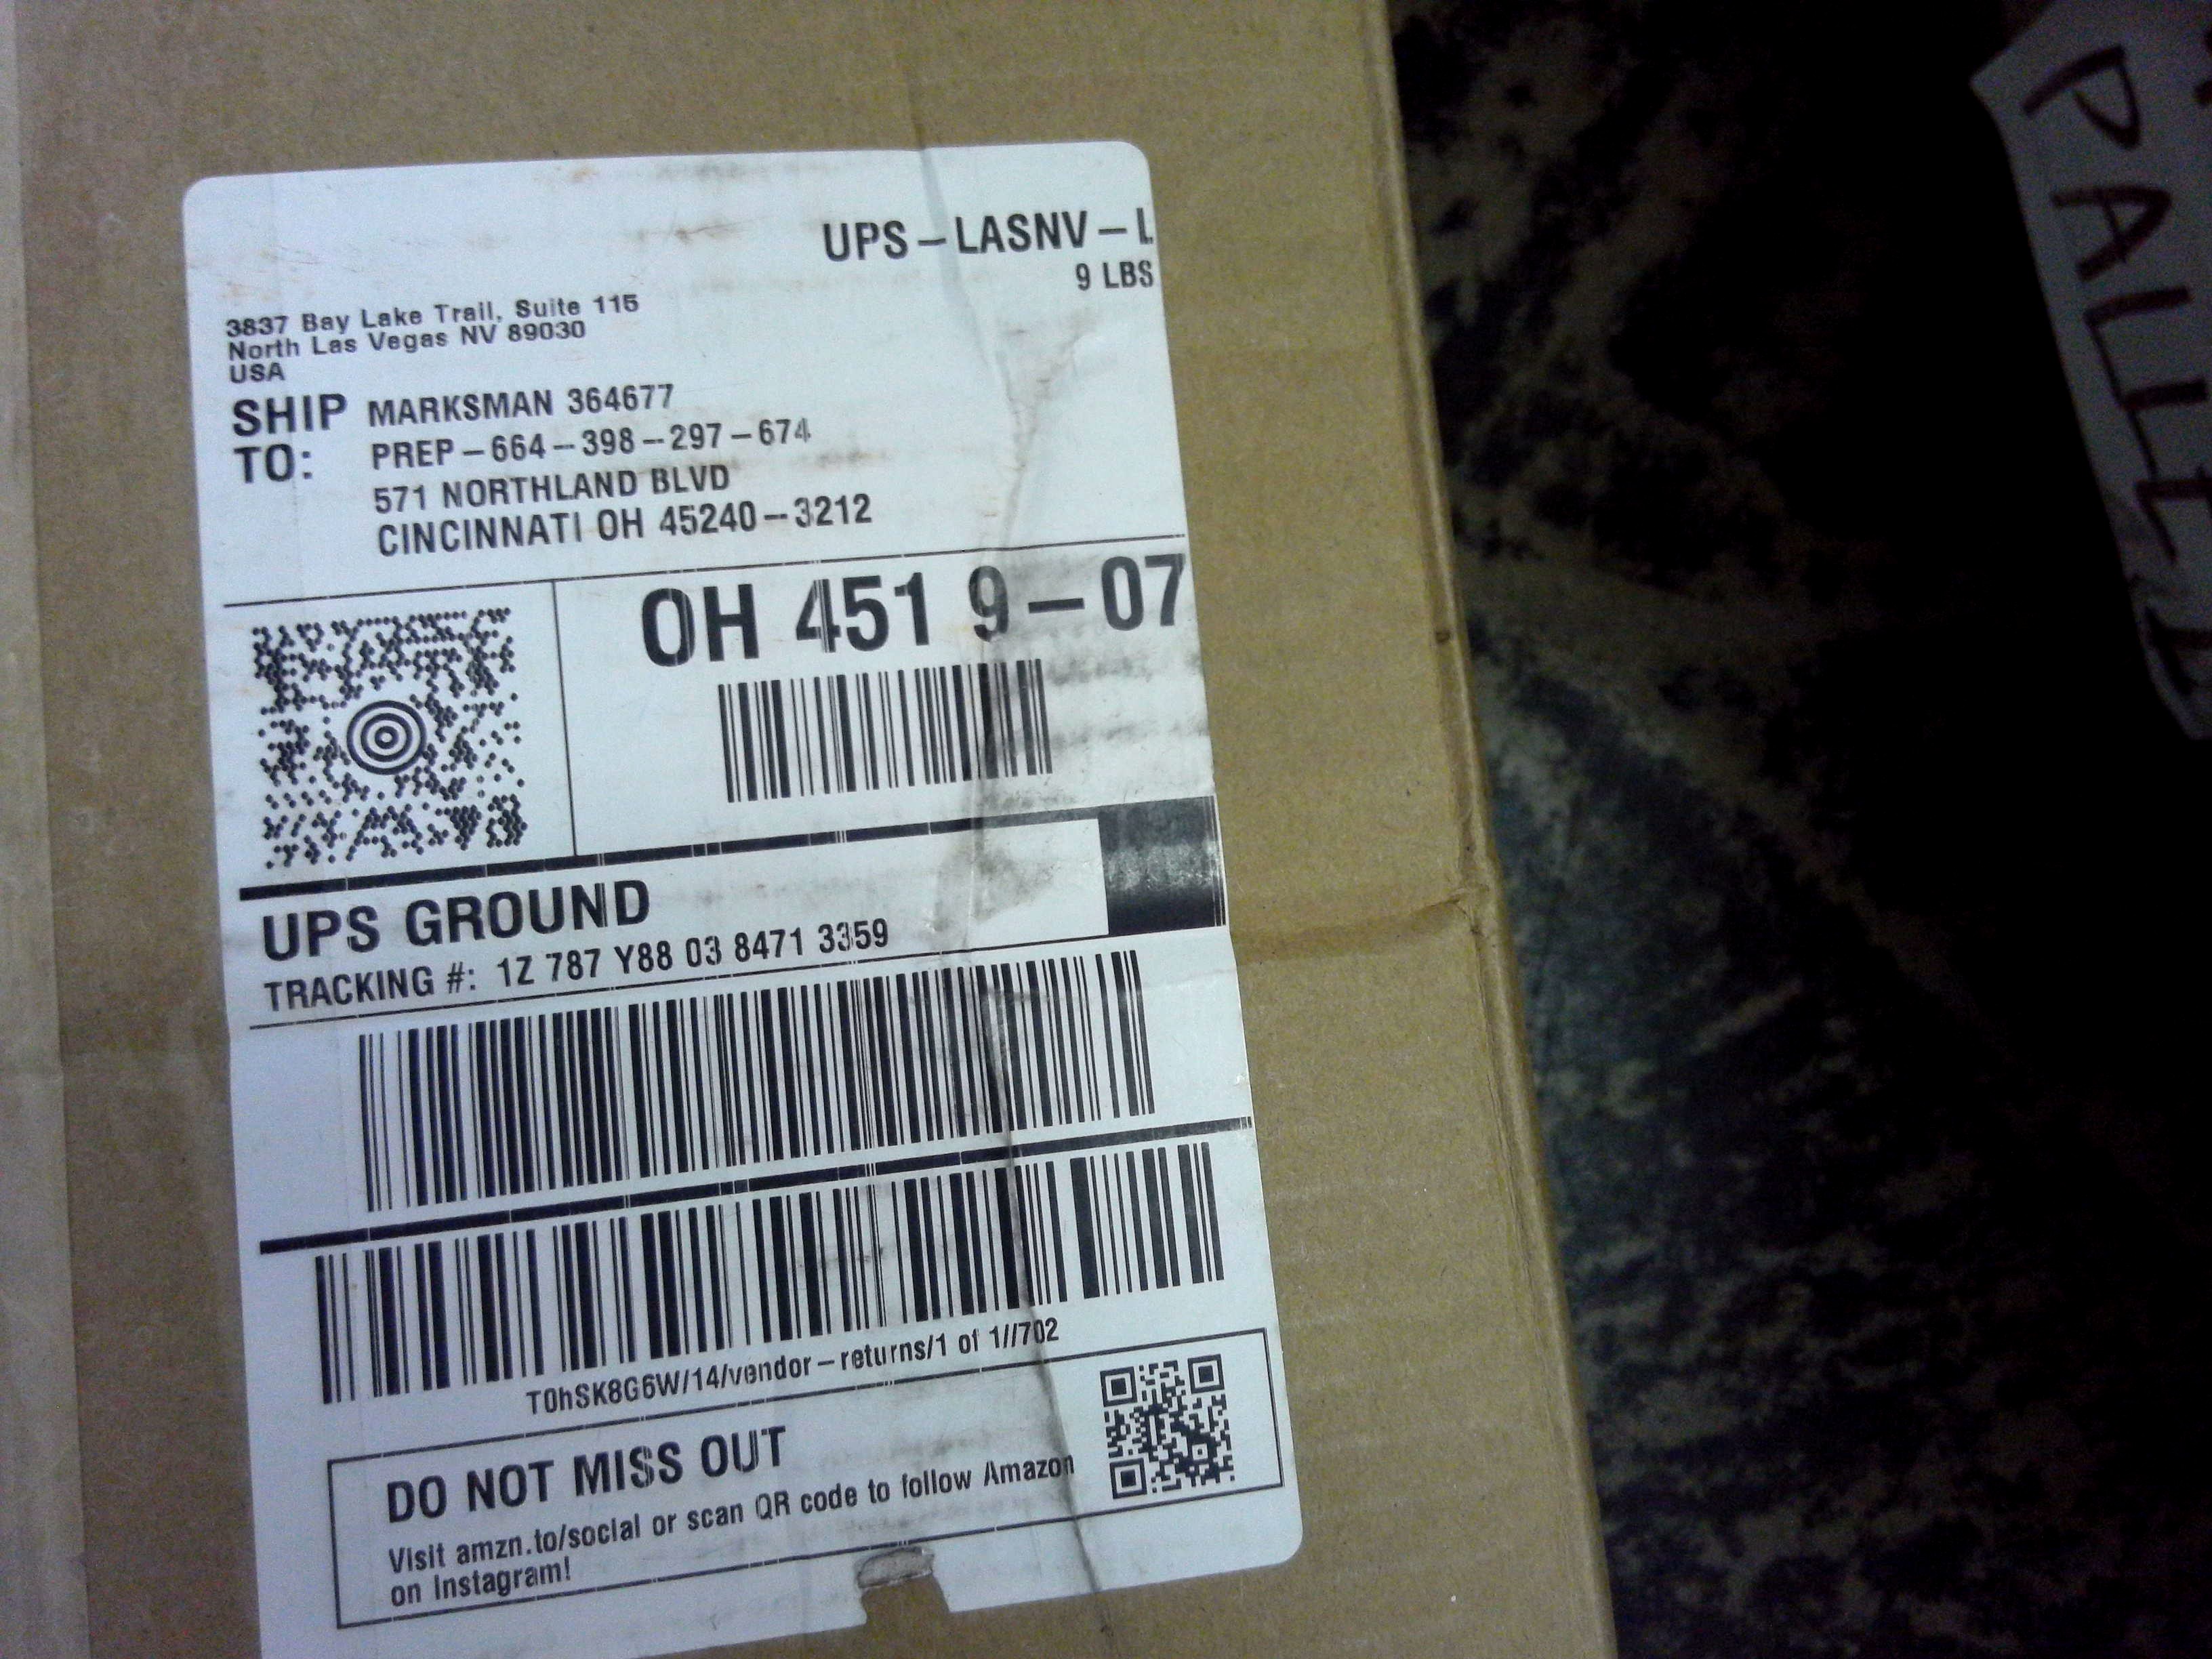 UPS – LASNV – L
9 LBS
3837 Bay Lake Trail, Suite 115
North Las Vegas NV 89030
USA
SHIP TO:
MARKSMAN 364677
PREP – 664 – 398 – 297 – 674
571 NORTHLAND BLVD
CINCINNATI OH 45240 – 3212
OH 451 9 – 07
UPS GROUND
TRACKING #: 1Z 787 Y88 03 8471 3359
T0hSK8G6W/14/vendor – returns/1 of 1//702
DO NOT MISS OUT
Visit amzn.to/social or scan QR code to follow Amazon
on Instagram!